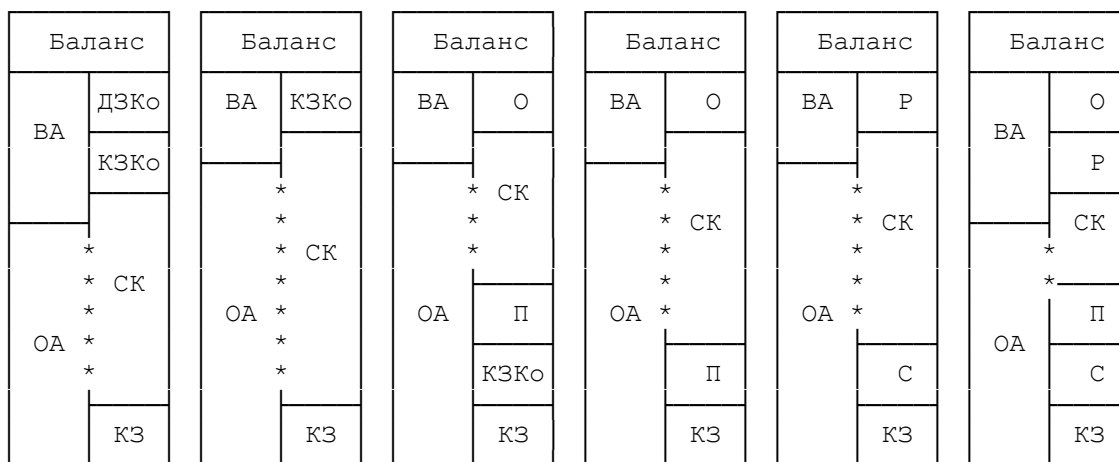 Баланс Баланс Баланс Баланс Баланс Баланс
ДЗКо ВА КЗКо ВА О ВА О ВА Р О
ВА ВА
КЗКо Р
СК
СК СК СК
СК
СК
ОА ОА П ОА ОА П
ОА ОА
КЗКо П С С
КЗ КЗ КЗ КЗ КЗ КЗ